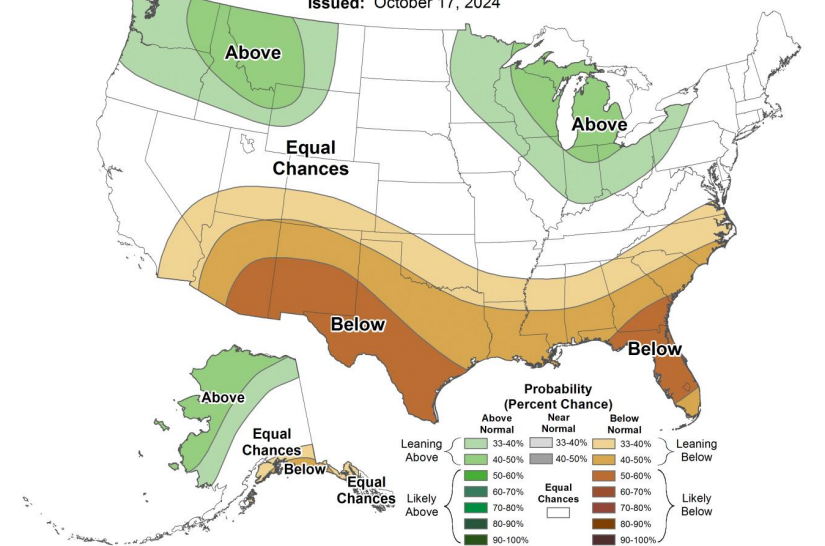 Issued: October 17, 2024
Above
Above
Equal
Chances
Below
Below
Above
Equal
Chances
Below
Equal
Chances
Probability
(Percent Chance)
Above
Normal
Near
Normal
Below
Normal
Leaning
Above
33-40%
33-40%
33-40%
Leaning
Below
40-50%
40-50%
40-50%
50-60%
50-60%
60-70%
Equal
Chances
60-70%
Likely
Above
70-80%
70-80%
Likely
Below
80-90%
80-90%
90-100%
90-100%